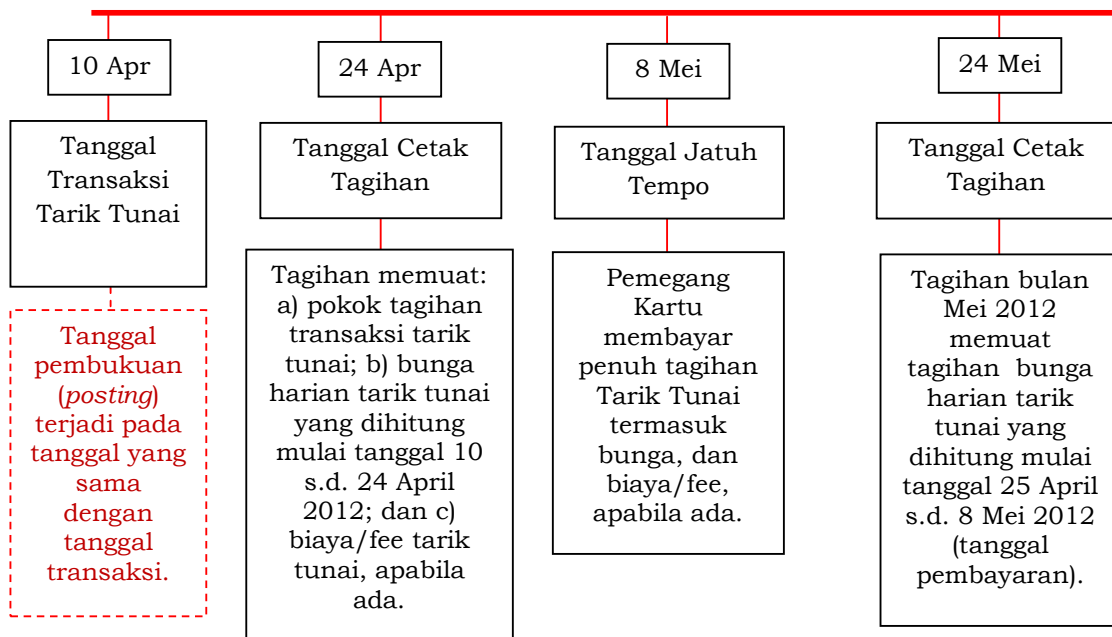 10 Apr
24 Apr
8 Mei
24 Mei
Tanggal
Transaksi
Tarik Tunai
Tanggal Cetak
Tagihan
Tanggal Jatuh
Tempo
Tanggal Cetak
Tagihan
Tanggal
pembukuan
(posting)
terjadi pada
tanggal yang
sama
dengan
tanggal
transaksi.
Tagihan memuat:
a) pokok tagihan
transaksi tarik
tunai; b) bunga
harian tarik tunai
yang dihitung
mulai tanggal 10
s.d. 24 April
2012; dan c)
biaya/fee tarik
tunai, apabila
ada.
Pemegang
Kartu
membayar
penuh tagihan
Tarik Tunai
termasuk
bunga, dan
biaya/fee,
apabila ada.
Tagihan bulan
Mei 2012
memuat
tagihan bunga
harian tarik
tunai yang
dihitung mulai
tanggal 25 April
s.d. 8 Mei 2012
(tanggal
pembayaran).